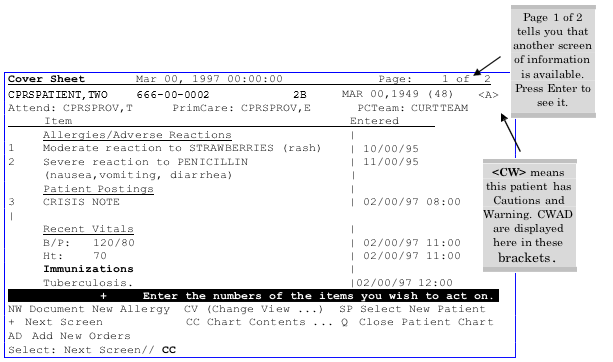 Page 1 of 2
tells you that
another screen
of information
is available.
Press Enter to
see it.
Cover Sheet Mar 00, 1997 00:00:00 Page: 1 of 2
CPRSPATIENT,TWO 666-00-0002 2B MAR 00,1949 (48) <A>
Attend: CPRSPROV,T PrimCare: CPRSPROV,E PCTeam: CURTTEAM
Item Entered
Allergies/Adverse Reactions |
1 Moderate reaction to STRAWBERRIES (rash) | 10/00/95
2 Severe reaction to PENICILLIN | 11/00/95
(nausea,vomiting, diarrhea) |
Patient Postings |
3 CRISIS NOTE | 02/00/97 08:00
|
Recent Vitals |
B/P: 120/80 | 02/00/97 11:00
Ht: 70 | 02/00/97 11:00
Immunizations |
Tuberculosis. |02/00/97 12:00
+ Enter the numbers of the items you wish to act on.
NW Document New Allergy CV (Change View ...) SP Select New Patient
+ Next Screen CC Chart Contents ... Q Close Patient Chart
AD Add New Orders
Select: Next Screen// CC
<CW> means
this patient has
Cautions and
Warning. CWAD
are displayed
here in these
brackets.